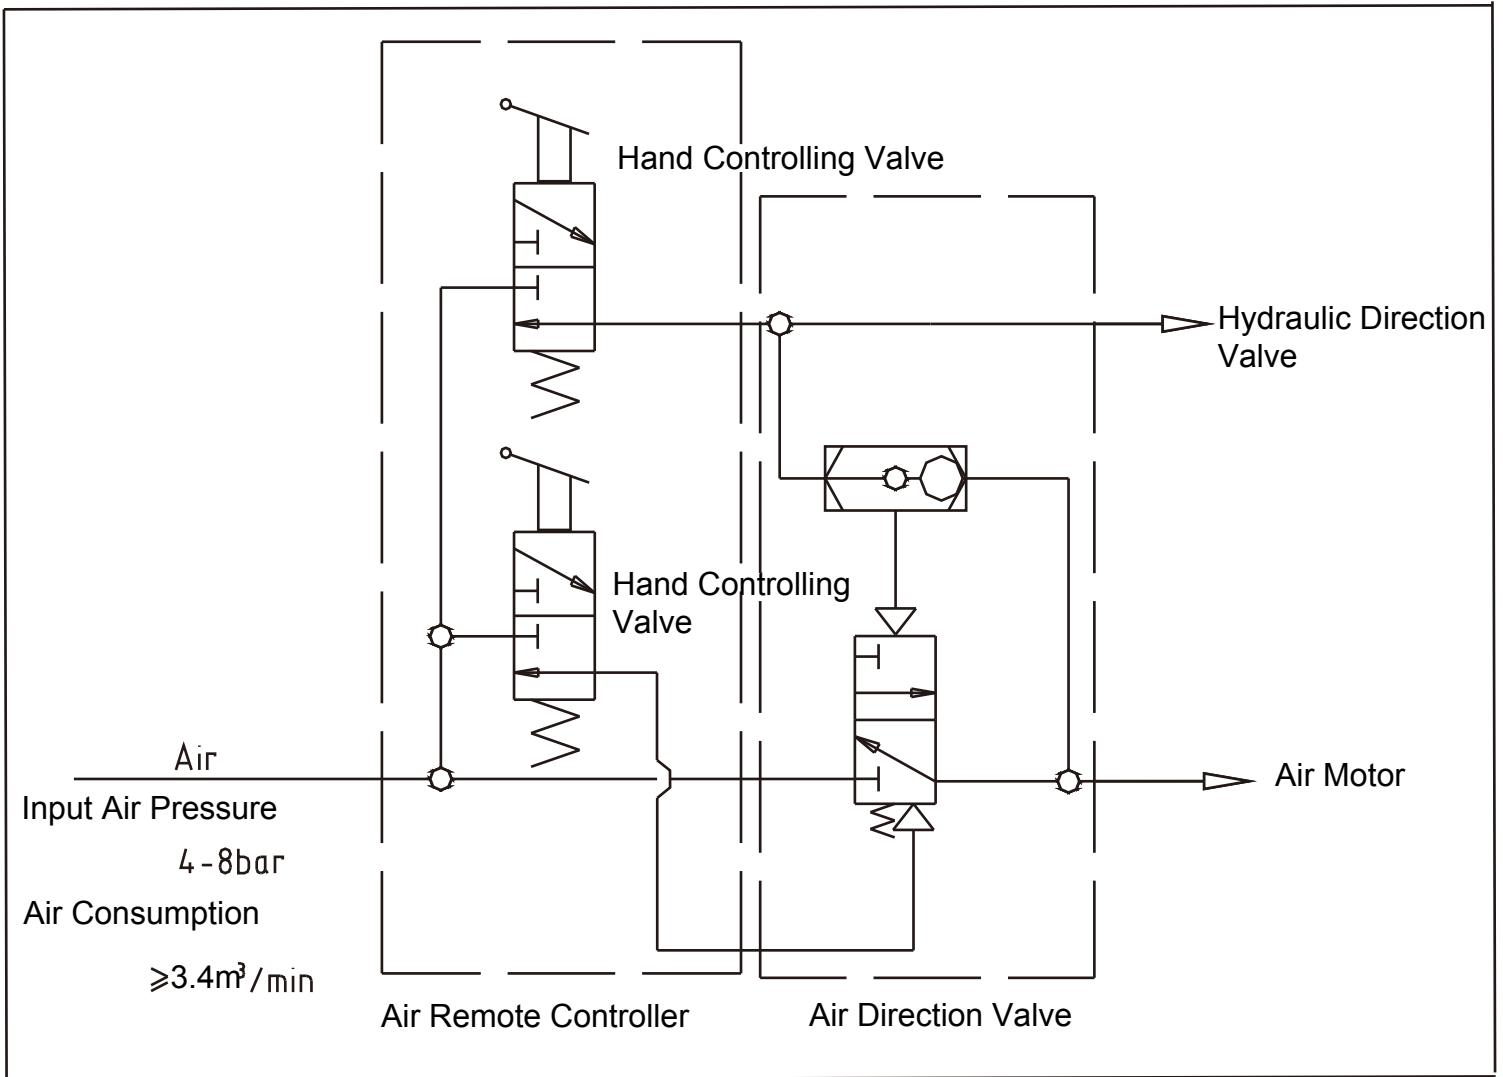 Hand Controlling Valve
Hydraulic Direction
Valve
Hand Controlling
Valve
Air
Input Air Pressure
4-8bar
Air Consumption
⩾3.4m³/min
Air Motor
Air Remote Controller
Air Direction Valve